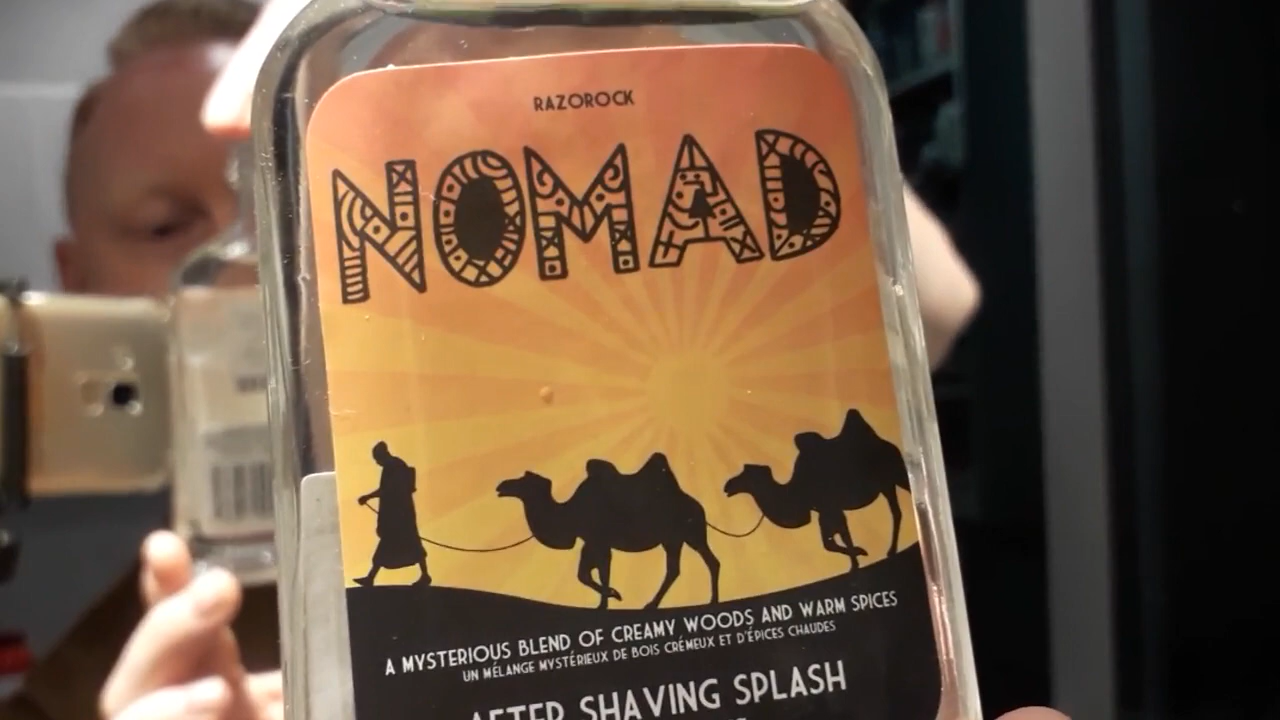 RAZOROCK
NOMAD
A MYSTERIOUS BLEND OF CREAMY WOODS AND WARM SPICES
UN MÉLANGE MYSTÉRIEUX DE BOIS CRÉMEUX ET D'ÉPICES CHAUDES
AFTER SHAVING SPLASH